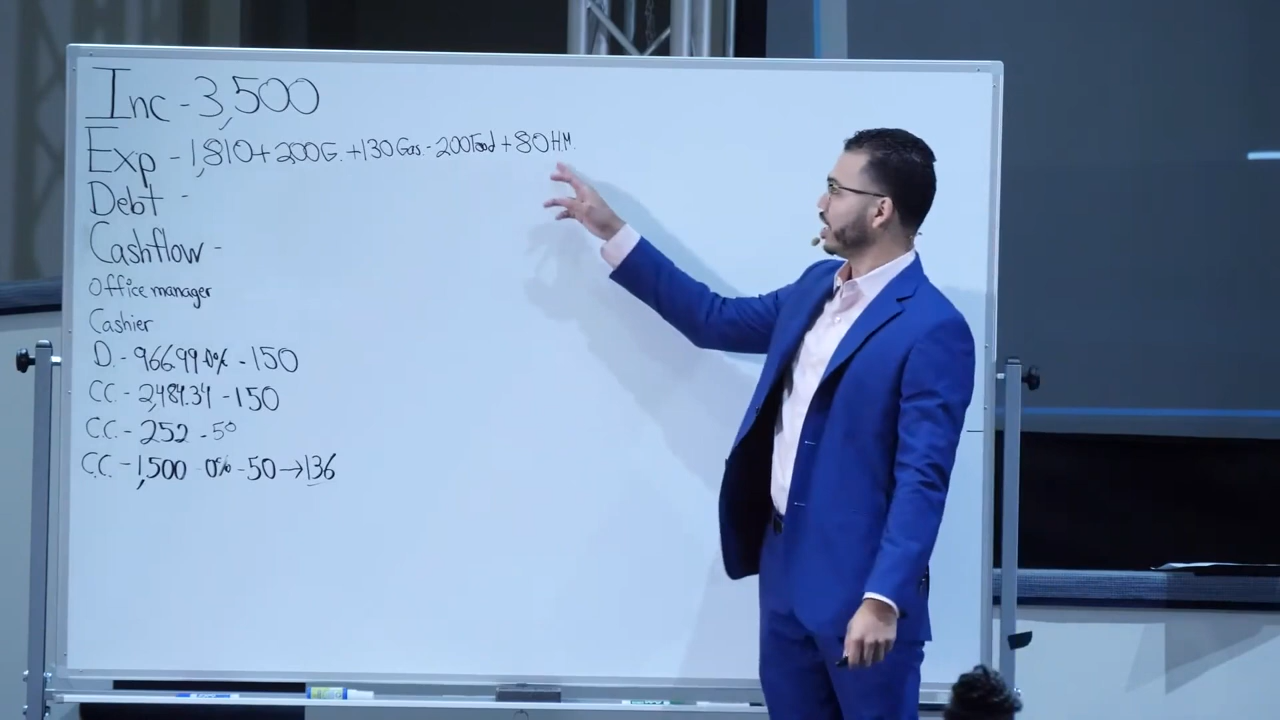 Inc - 3,500
Exp - 1,810 + 200G. + 130 Gas. - 200 Food + 80 H.M.
Debt -
Cashflow -
Office manager
Cashier
D. - 966.99 0% - 150
CC. - 2,484.34 - 150
C.C. - 252 - 50
C.C. - 1,500 0% - 50 → 136